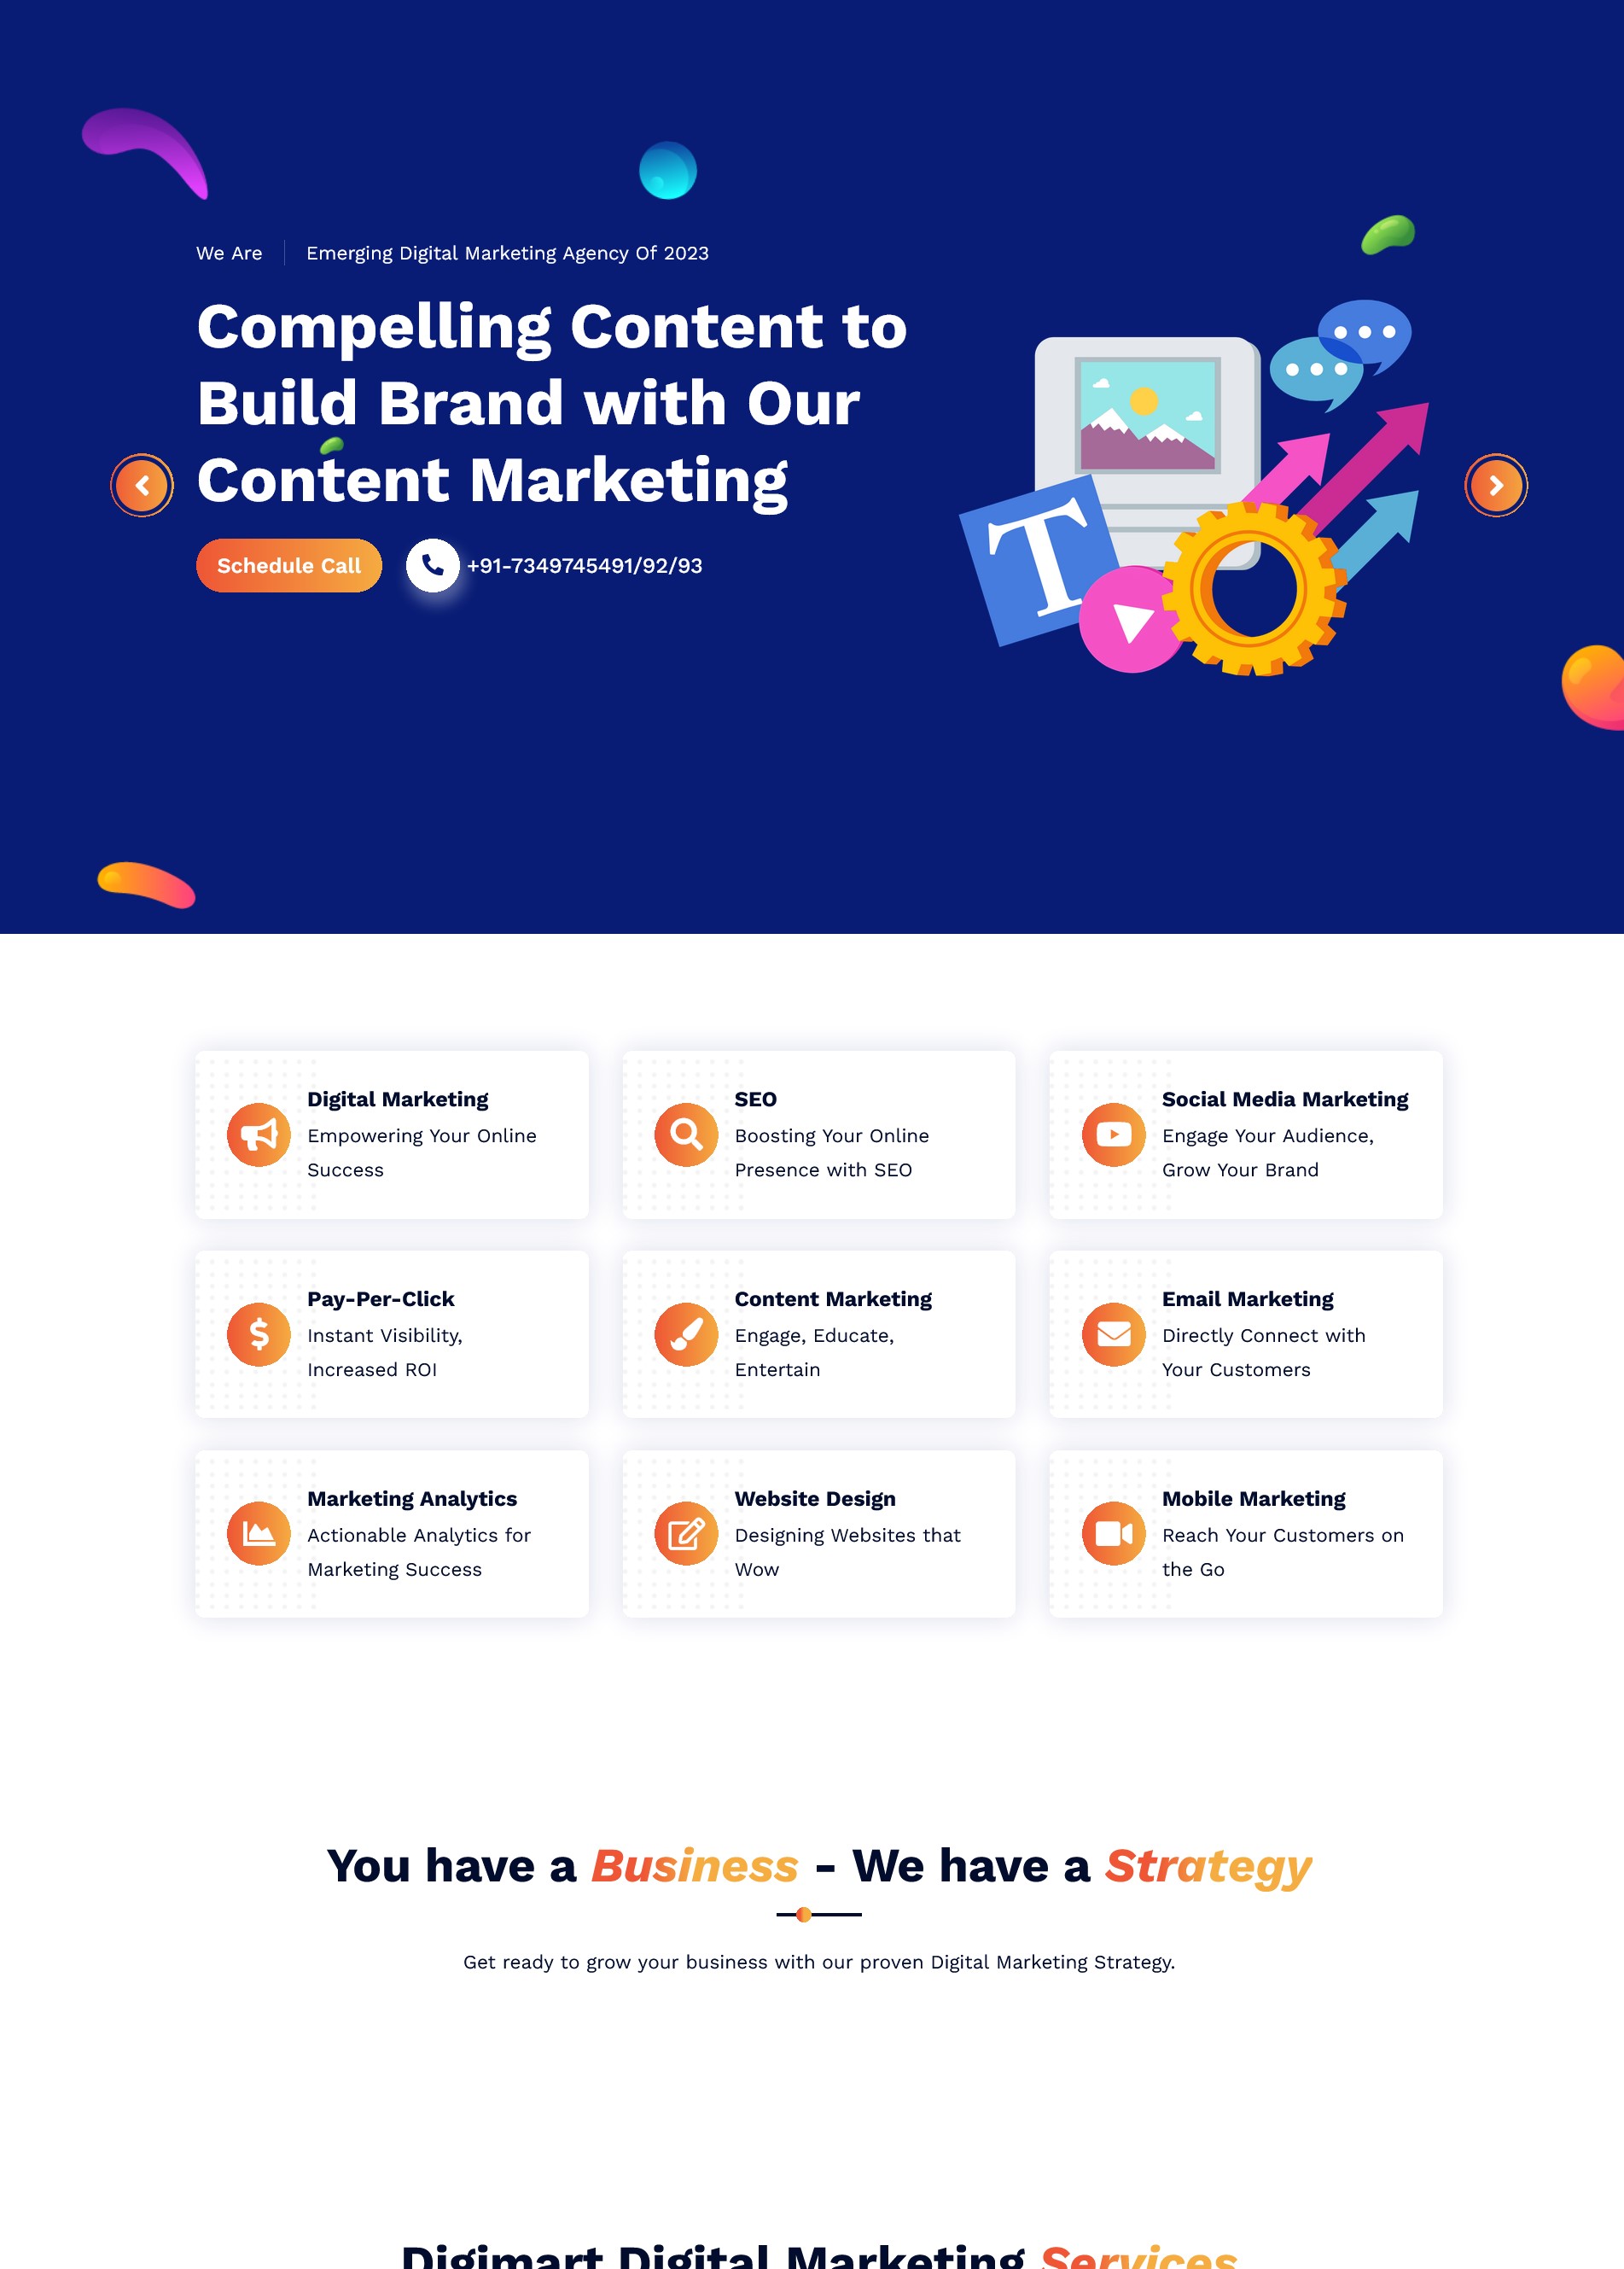 We Are
Emerging Digital Marketing Agency Of 2023
Compelling Content to
Build Brand with Our
Content Marketing
Schedule Call
+91-7349745491/92/93
T
Digital Marketing
Empowering Your Online
Success
SEO
Boosting Your Online
Presence with SEO
Social Media Marketing
Engage Your Audience,
Grow Your Brand
Pay-Per-Click
Instant Visibility,
Increased ROI
Content Marketing
Engage, Educate,
Entertain
Email Marketing
Directly Connect with
Your Customers
Marketing Analytics
Actionable Analytics for
Marketing Success
Website Design
Designing Websites that
Wow
Mobile Marketing
Reach Your Customers on
the Go
You have a Business - We have a Strategy
Get ready to grow your business with our proven Digital Marketing Strategy.
Digimart Digital Marketing Services